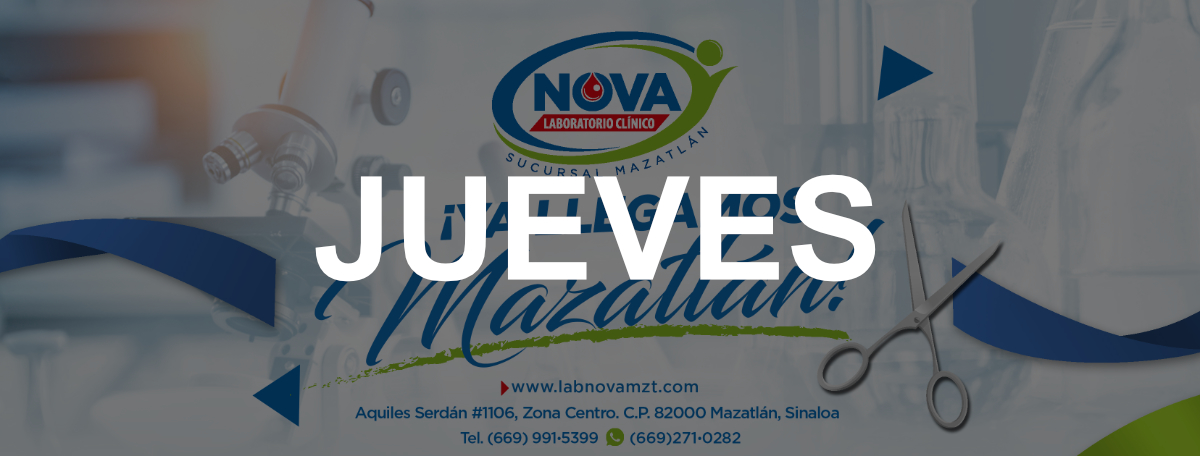 NOVA
LABORATORIO CLÍNICO
SUCURSAL MAZATLÁN
¡YA LLEGAMOS
JUEVES
Mazatlán!
www.labnovamzt.com
Aquiles Serdán #1106, Zona Centro. C.P. 82000 Mazatlán, Sinaloa
Tel. (669) 991•5399 (669)271•0282